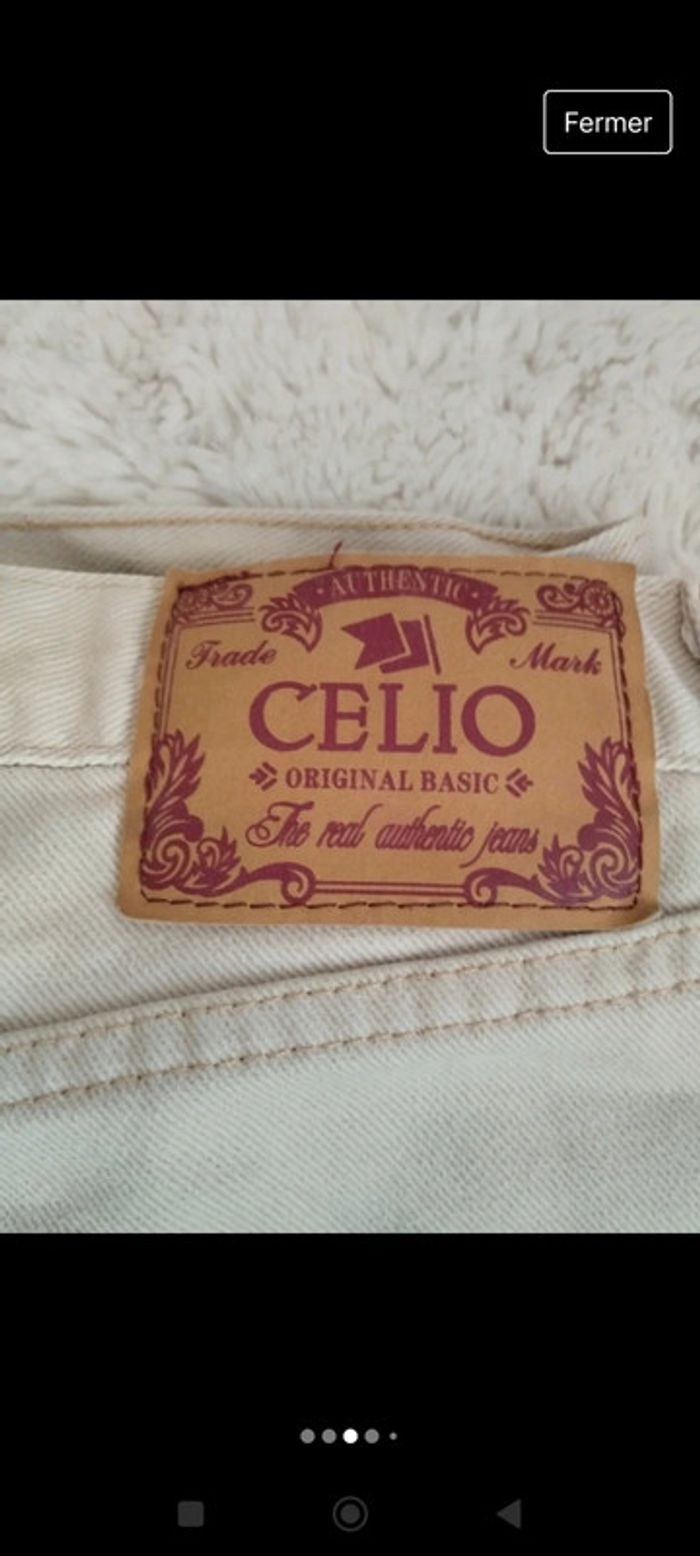 Fermer
AUTHENTIC
Trade Mark
CELIO
ORIGINAL BASIC
The real authentic jeans